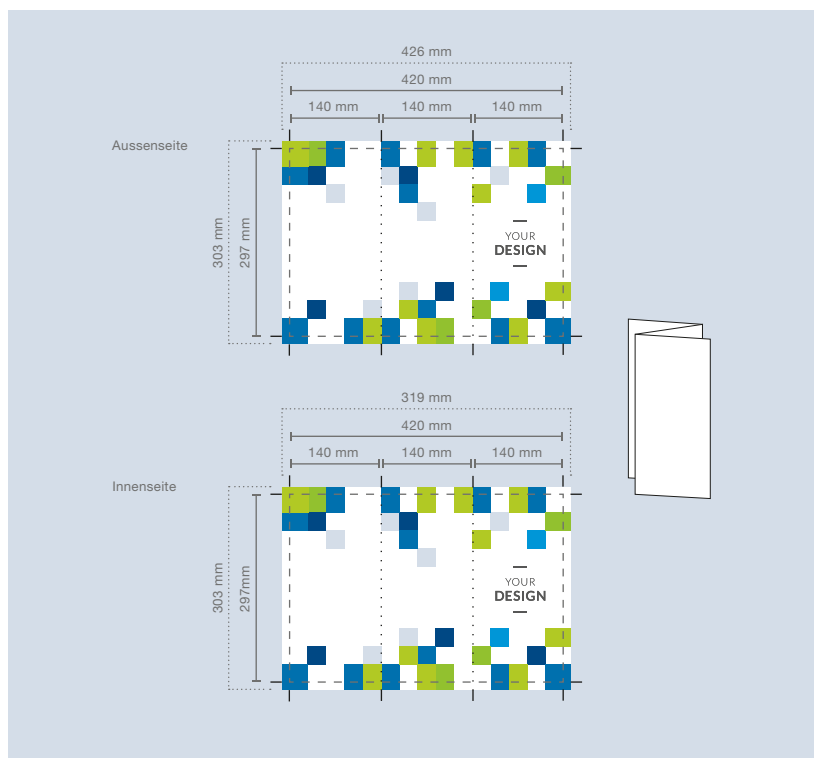 426 mm
420 mm
140 mm 140 mm 140 mm
Aussenseite
303 mm
297 mm
YOUR
DESIGN
319 mm
420 mm
140 mm 140 mm 140 mm
Innenseite
303 mm
297mm
YOUR
DESIGN